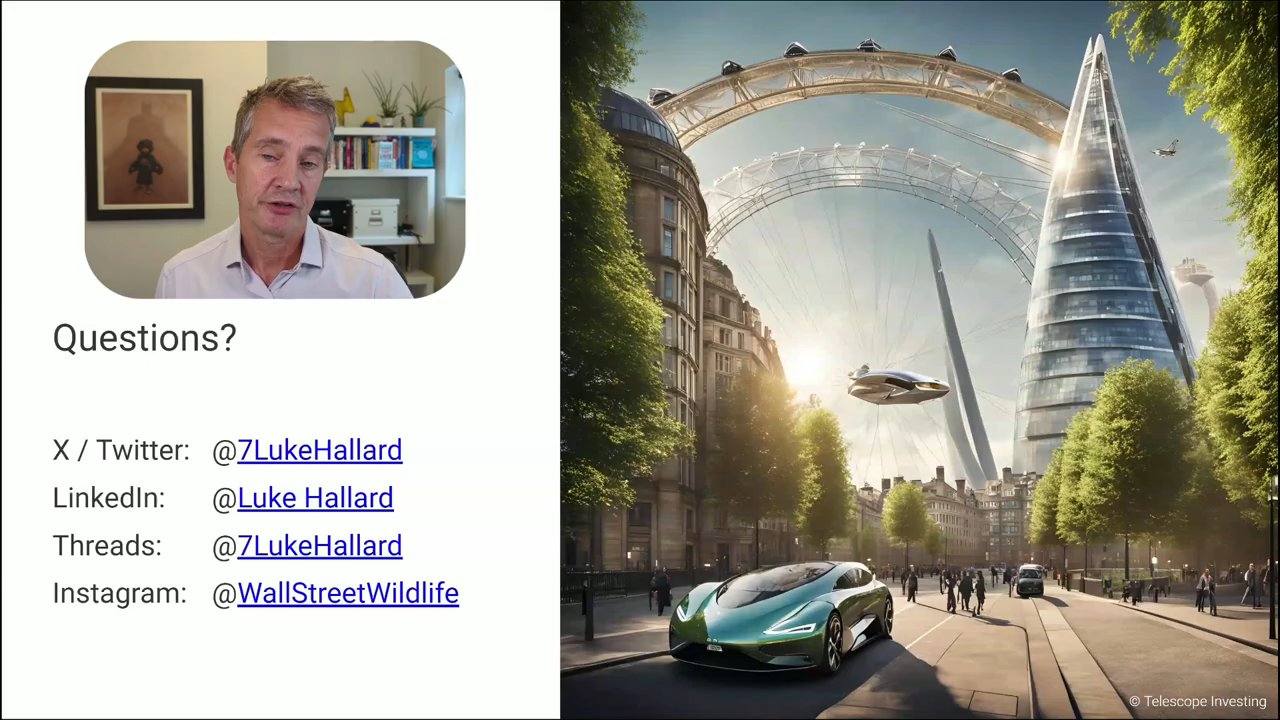 Questions?
X / Twitter: @7LukeHallard
LinkedIn: @Luke Hallard
Threads: @7LukeHallard
Instagram: @WallStreetWildlife
© Telescope Investing